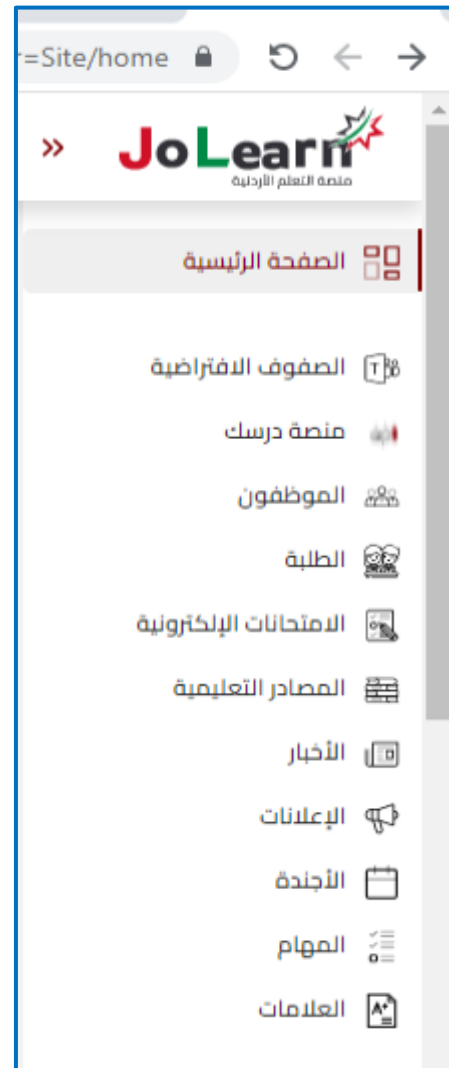 r=Site/home
JoLearn
منصة التعلم الأردنية
الصفحة الرئيسية
الصفوف الافتراضية
منصة درسك
الموظفون
الطلبة
الامتحانات الإلكترونية
المصادر التعليمية
الأخبار
الإعلانات
الأجندة
المهام
العلامات